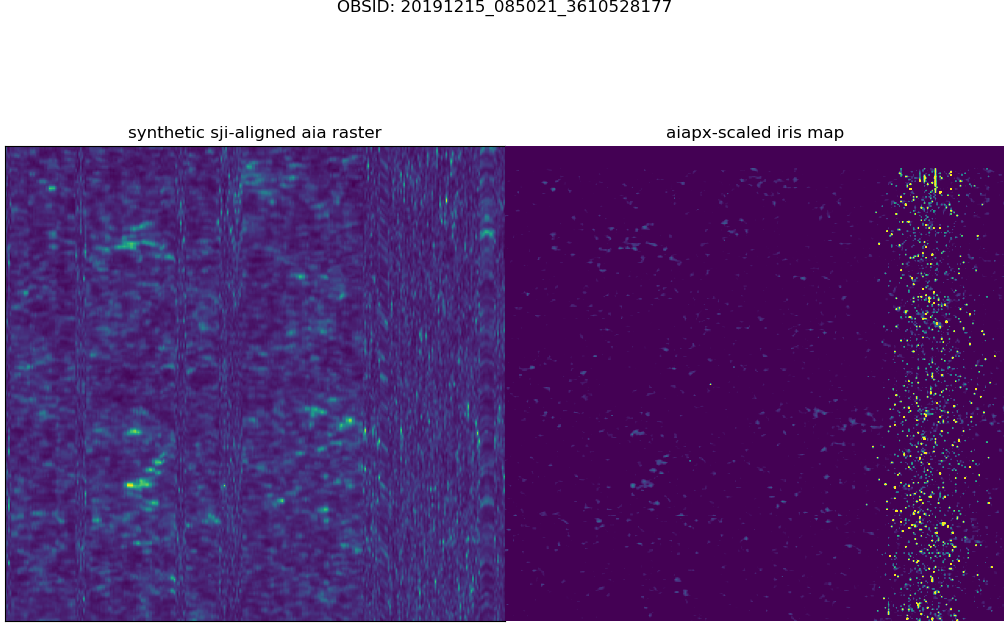 OBSID: 20191215_085021_3610528177
synthetic sji-aligned aia raster
aiapx-scaled iris map